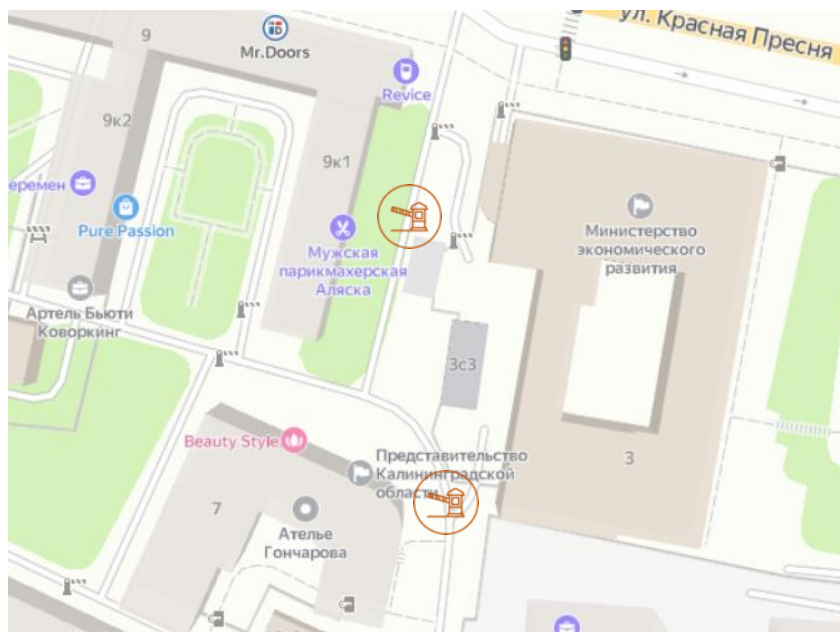 ул. Красная Пресня
9
Mr.Doors
Revice
9к2
9к1
еремен
Pure Passion
Мужская
парикмахерская
Аляска
Министерство
экономического
развития
Артель Бьюти
Коворкинг
3с3
Beauty Style
Представительство
Калининградской
области
3
7
Ателье
Гончарова